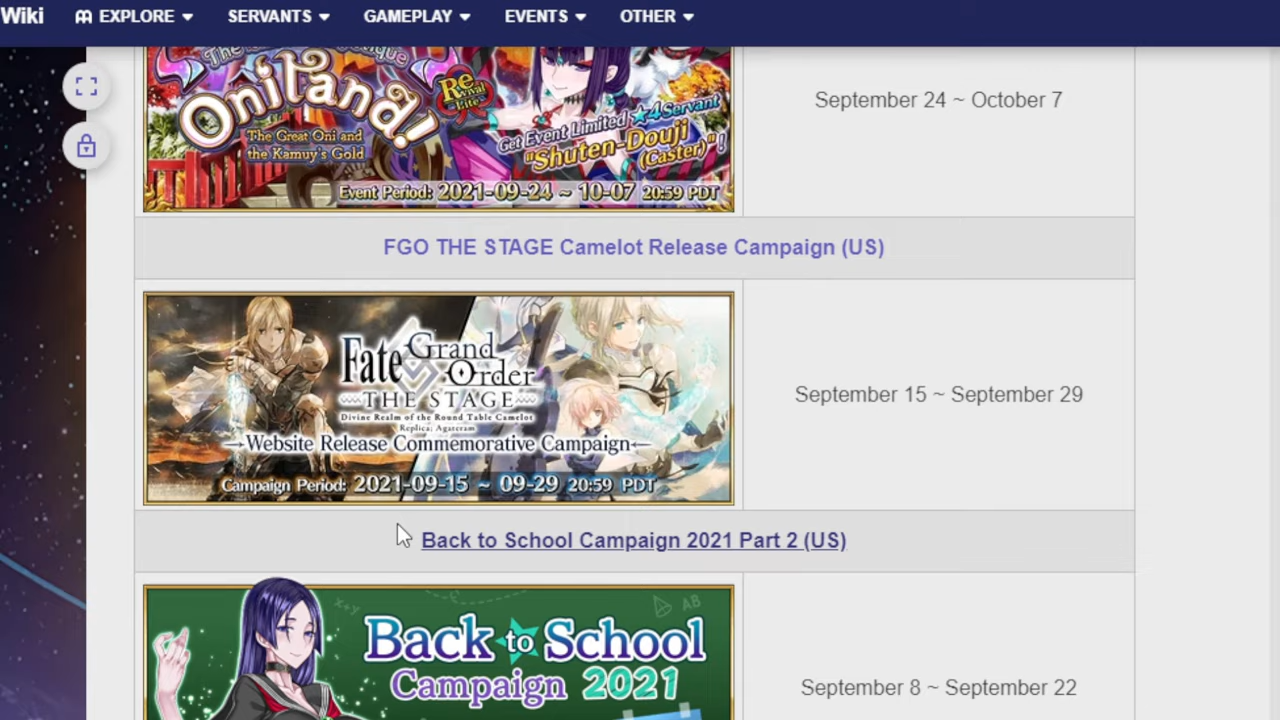 Wiki EXPLORE SERVANTS GAMEPLAY EVENTS OTHER
Oniland!
Re
vival
Lite
The Great Oni and
the Kamuy's Gold
Get Event Limited ★4 Servant
"Shuten-Douji
(Caster)"!
Event Period: 2021-09-24 ~ 10-07 20:59 PDT
September 24 ~ October 7
FGO THE STAGE Camelot Release Campaign (US)
Fate Grand
Order
THE STAGE
Divine Realm of the Round Table Camelot
Replica; Agateram
Website Release Commemorative Campaign
Campaign Period: 2021-09-15 ~ 09-29 20:59 PDT
September 15 ~ September 29
Back to School Campaign 2021 Part 2 (US)
x+y
AB
Back to School
Campaign 2021
September 8 ~ September 22